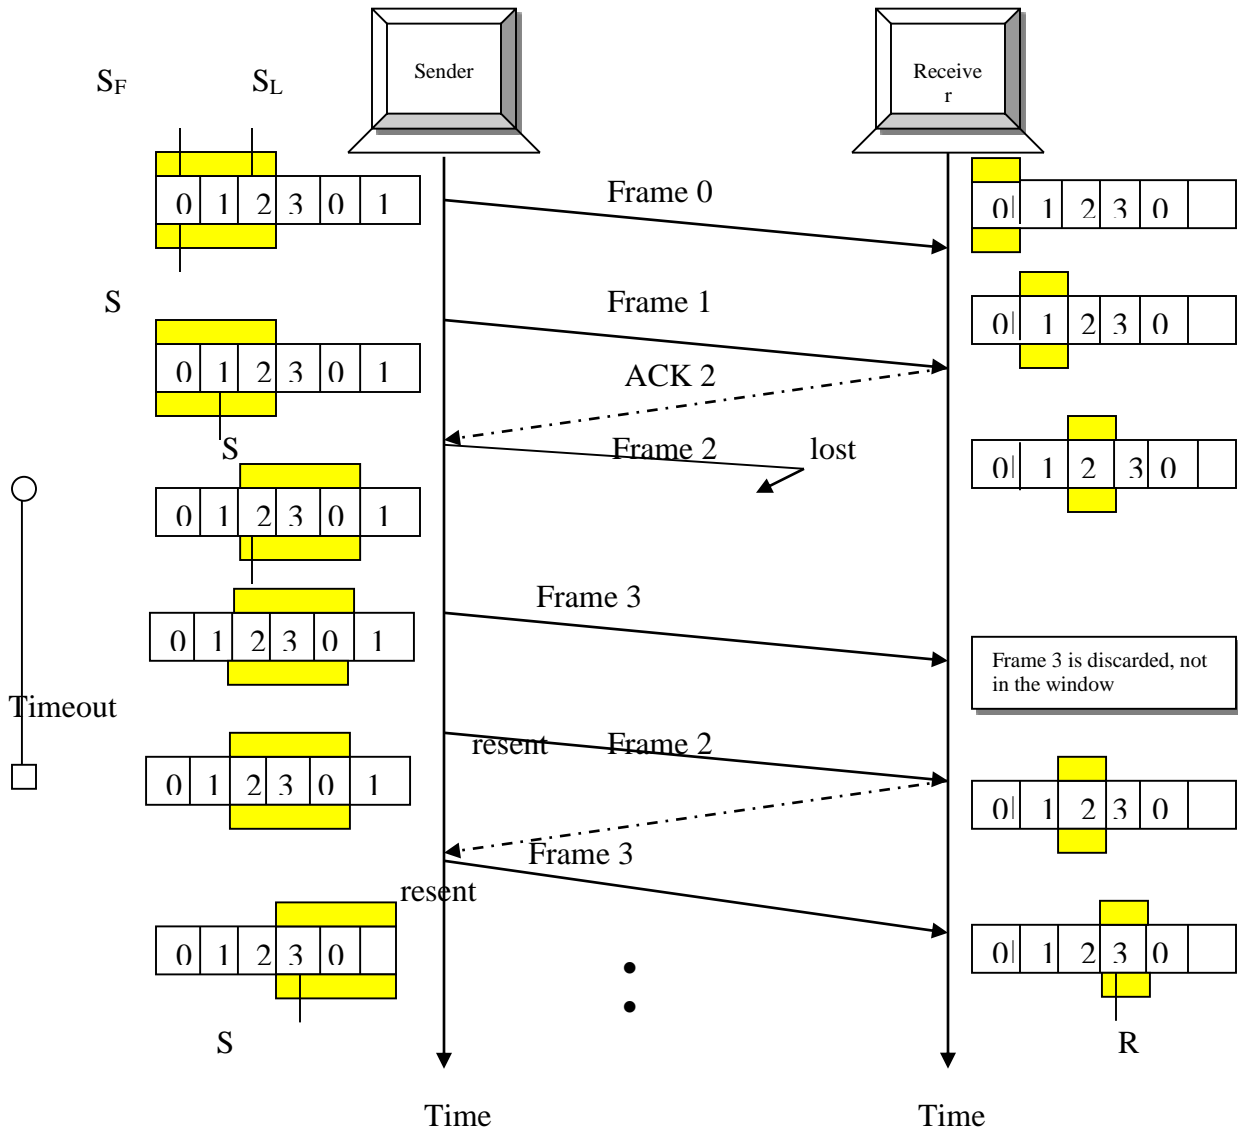 Sender
Receive
r
S_F S_L
0 1 2 3 0 1
Frame 0
0 1 2 3 0
S
Frame 1
0 1 2 3 0
0 1 2 3 0 1
ACK 2
S
Frame 2
lost
0 1 2 3 0
0 1 2 3 0 1
Frame 3
0 1 2 3 0 1
Frame 3 is discarded, not
in the window
Timeout
resent Frame 2
0 1 2 3 0 1
0 1 2 3 0
Frame 3
resent
0 1 2 3 0
0 1 2 3 0
S
R
Time
Time